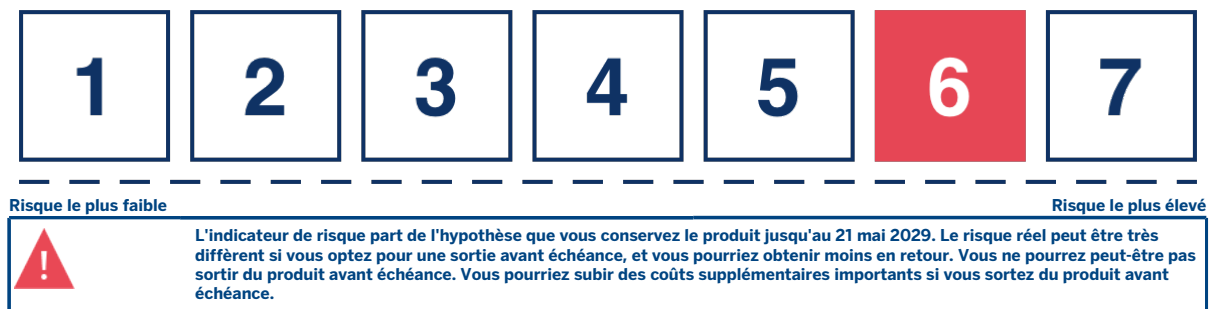 1 2 3 4 5 6 7
Risque le plus faible Risque le plus élevé
!
L'indicateur de risque part de l'hypothèse que vous conservez le produit jusqu'au 21 mai 2029. Le risque réel peut être très
différent si vous optez pour une sortie avant échéance, et vous pourriez obtenir moins en retour. Vous ne pourrez peut-être pas
sortir du produit avant échéance. Vous pourriez subir des coûts supplémentaires importants si vous sortez du produit avant
échéance.